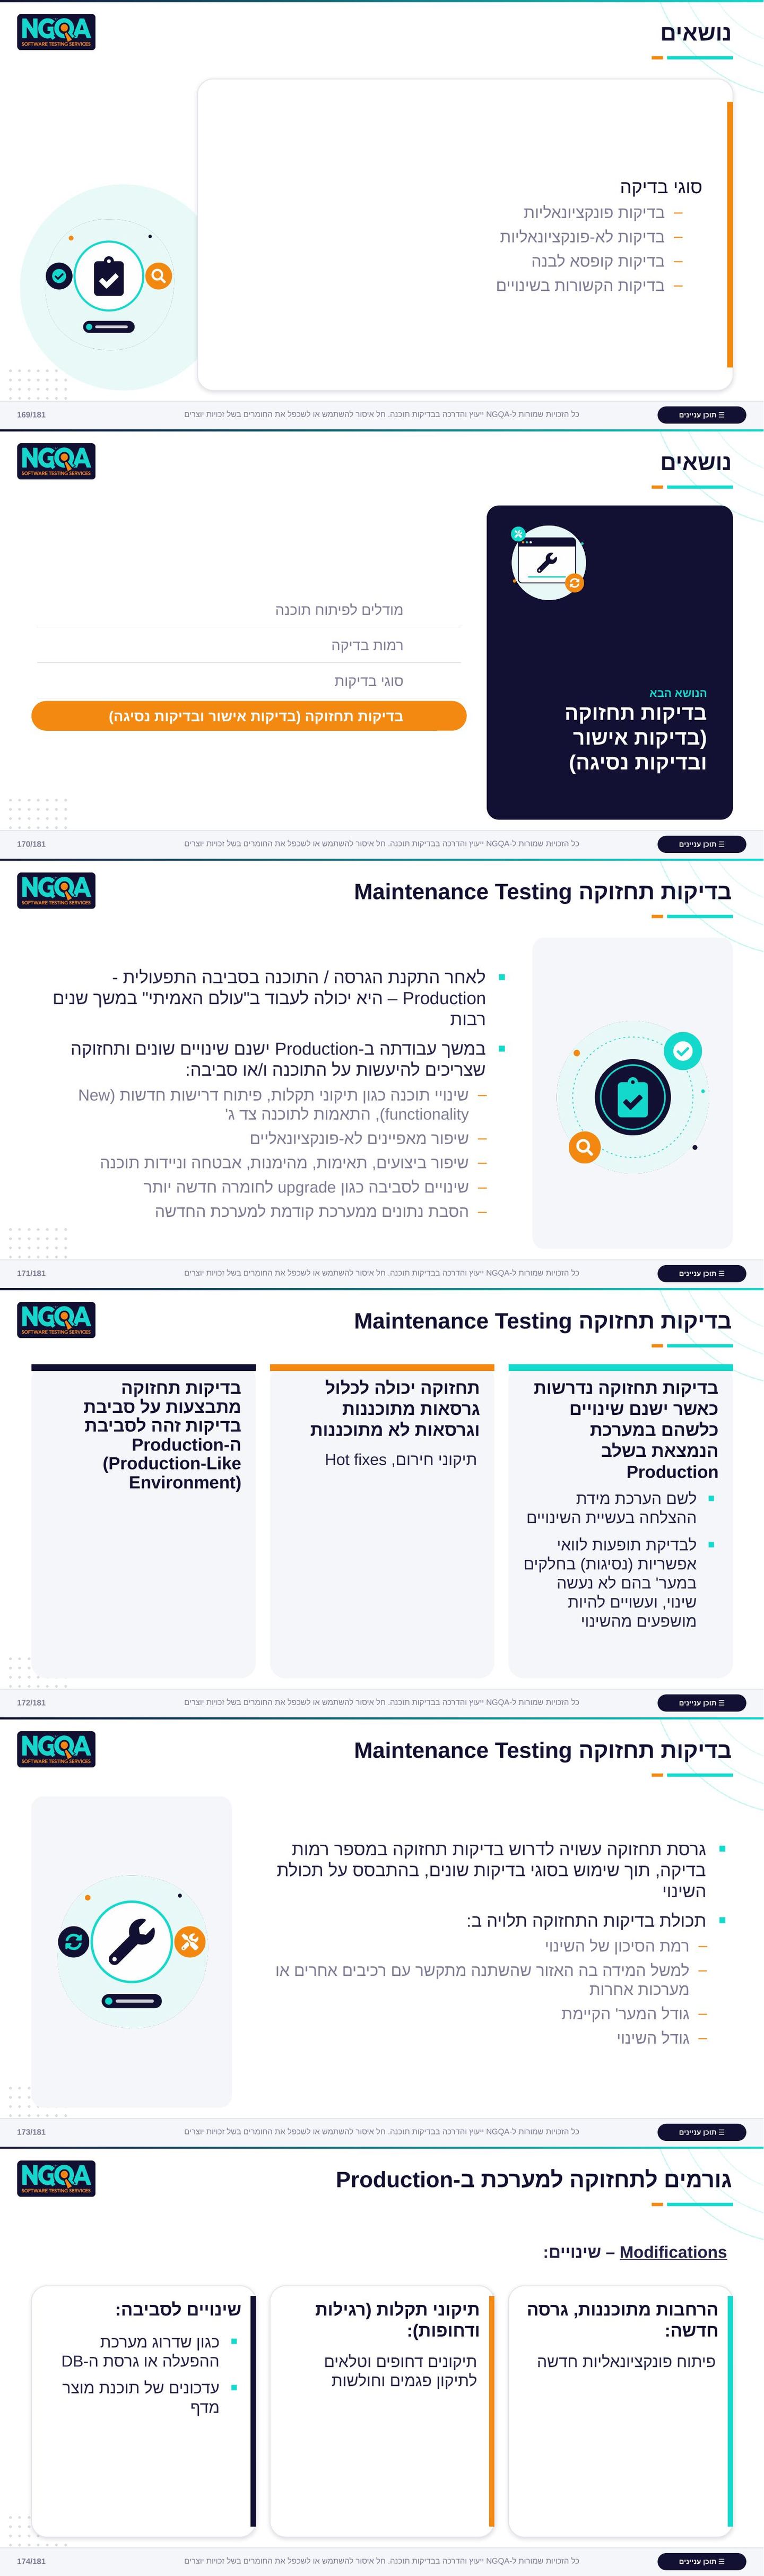 נושאים
NGQA
SOFTWARE TESTING SERVICES
סוגי בדיקה
– בדיקות פונקציונאליות
– בדיקות לא-פונקציונאליות
– בדיקות קופסא לבנה
– בדיקות הקשורות בשינויים
☰ תוכן עניינים
כל הזכויות שמורות ל-NGQA ייעוץ והדרכה בבדיקות תוכנה. חל איסור להשתמש או לשכפל את החומרים בשל זכויות יוצרים
169/181
נושאים
NGQA
SOFTWARE TESTING SERVICES
הנושא הבא
בדיקות תחזוקה
(בדיקות אישור
ובדיקות נסיגה)
מודלים לפיתוח תוכנה
רמות בדיקה
סוגי בדיקות
בדיקות תחזוקה (בדיקות אישור ובדיקות נסיגה)
☰ תוכן עניינים
כל הזכויות שמורות ל-NGQA ייעוץ והדרכה בבדיקות תוכנה. חל איסור להשתמש או לשכפל את החומרים בשל זכויות יוצרים
170/181
בדיקות תחזוקה Maintenance Testing
NGQA
SOFTWARE TESTING SERVICES
לאחר התקנת הגרסה / התוכנה בסביבה התפעולית -
Production – היא יכולה לעבוד ב"עולם האמיתי" במשך שנים
רבות
במשך עבודתה ב-Production ישנם שינויים שונים ותחזוקה
שצריכים להיעשות על התוכנה ו/או סביבה:
– שינויי תוכנה כגון תיקוני תקלות, פיתוח דרישות חדשות (New
functionality), התאמות לתוכנה צד ג'
– שיפור מאפיינים לא-פונקציונאליים
– שיפור ביצועים, תאימות, מהימנות, אבטחה וניידות תוכנה
– שינויים לסביבה כגון upgrade לחומרה חדשה יותר
– הסבת נתונים ממערכת קודמת למערכת החדשה
☰ תוכן עניינים
כל הזכויות שמורות ל-NGQA ייעוץ והדרכה בבדיקות תוכנה. חל איסור להשתמש או לשכפל את החומרים בשל זכויות יוצרים
171/181
בדיקות תחזוקה Maintenance Testing
NGQA
SOFTWARE TESTING SERVICES
בדיקות תחזוקה נדרשות
כאשר ישנם שינויים
כלשהם במערכת
הנמצאת בשלב
Production
לשם הערכת מידת
ההצלחה בעשיית השינויים
לבדיקת תופעות לוואי
אפשריות (נסיגות) בחלקים
במער' בהם לא נעשה
שינוי, ועשויים להיות
מושפעים מהשינוי
תחזוקה יכולה לכלול
גרסאות מתוכננות
וגרסאות לא מתוכננות
תיקוני חירום, Hot fixes
בדיקות תחזוקה
מתבצעות על סביבת
בדיקות זהה לסביבת
ה-Production
(Production-Like
Environment)
☰ תוכן עניינים
כל הזכויות שמורות ל-NGQA ייעוץ והדרכה בבדיקות תוכנה. חל איסור להשתמש או לשכפל את החומרים בשל זכויות יוצרים
172/181
בדיקות תחזוקה Maintenance Testing
NGQA
SOFTWARE TESTING SERVICES
גרסת תחזוקה עשויה לדרוש בדיקות תחזוקה במספר רמות
בדיקה, תוך שימוש בסוגי בדיקות שונים, בהתבסס על תכולת
השינוי
תכולת בדיקות התחזוקה תלויה ב:
– רמת הסיכון של השינוי
– למשל המידה בה האזור שהשתנה מתקשר עם רכיבים אחרים או
מערכות אחרות
– גודל המער' הקיימת
– גודל השינוי
☰ תוכן עניינים
כל הזכויות שמורות ל-NGQA ייעוץ והדרכה בבדיקות תוכנה. חל איסור להשתמש או לשכפל את החומרים בשל זכויות יוצרים
173/181
גורמים לתחזוקה למערכת ב-Production
NGQA
SOFTWARE TESTING SERVICES
Modifications – שינויים:
הרחבות מתוכננות, גרסה
חדשה:
פיתוח פונקציונאליות חדשה
תיקוני תקלות (רגילות
ודחופות):
תיקונים דחופים וטלאים
לתיקון פגמים וחולשות
שינויים לסביבה:
כגון שדרוג מערכת
ההפעלה או גרסת ה-DB
עדכונים של תוכנת מוצר
מדף
☰ תוכן עניינים
כל הזכויות שמורות ל-NGQA ייעוץ והדרכה בבדיקות תוכנה. חל איסור להשתמש או לשכפל את החומרים בשל זכויות יוצרים
174/181